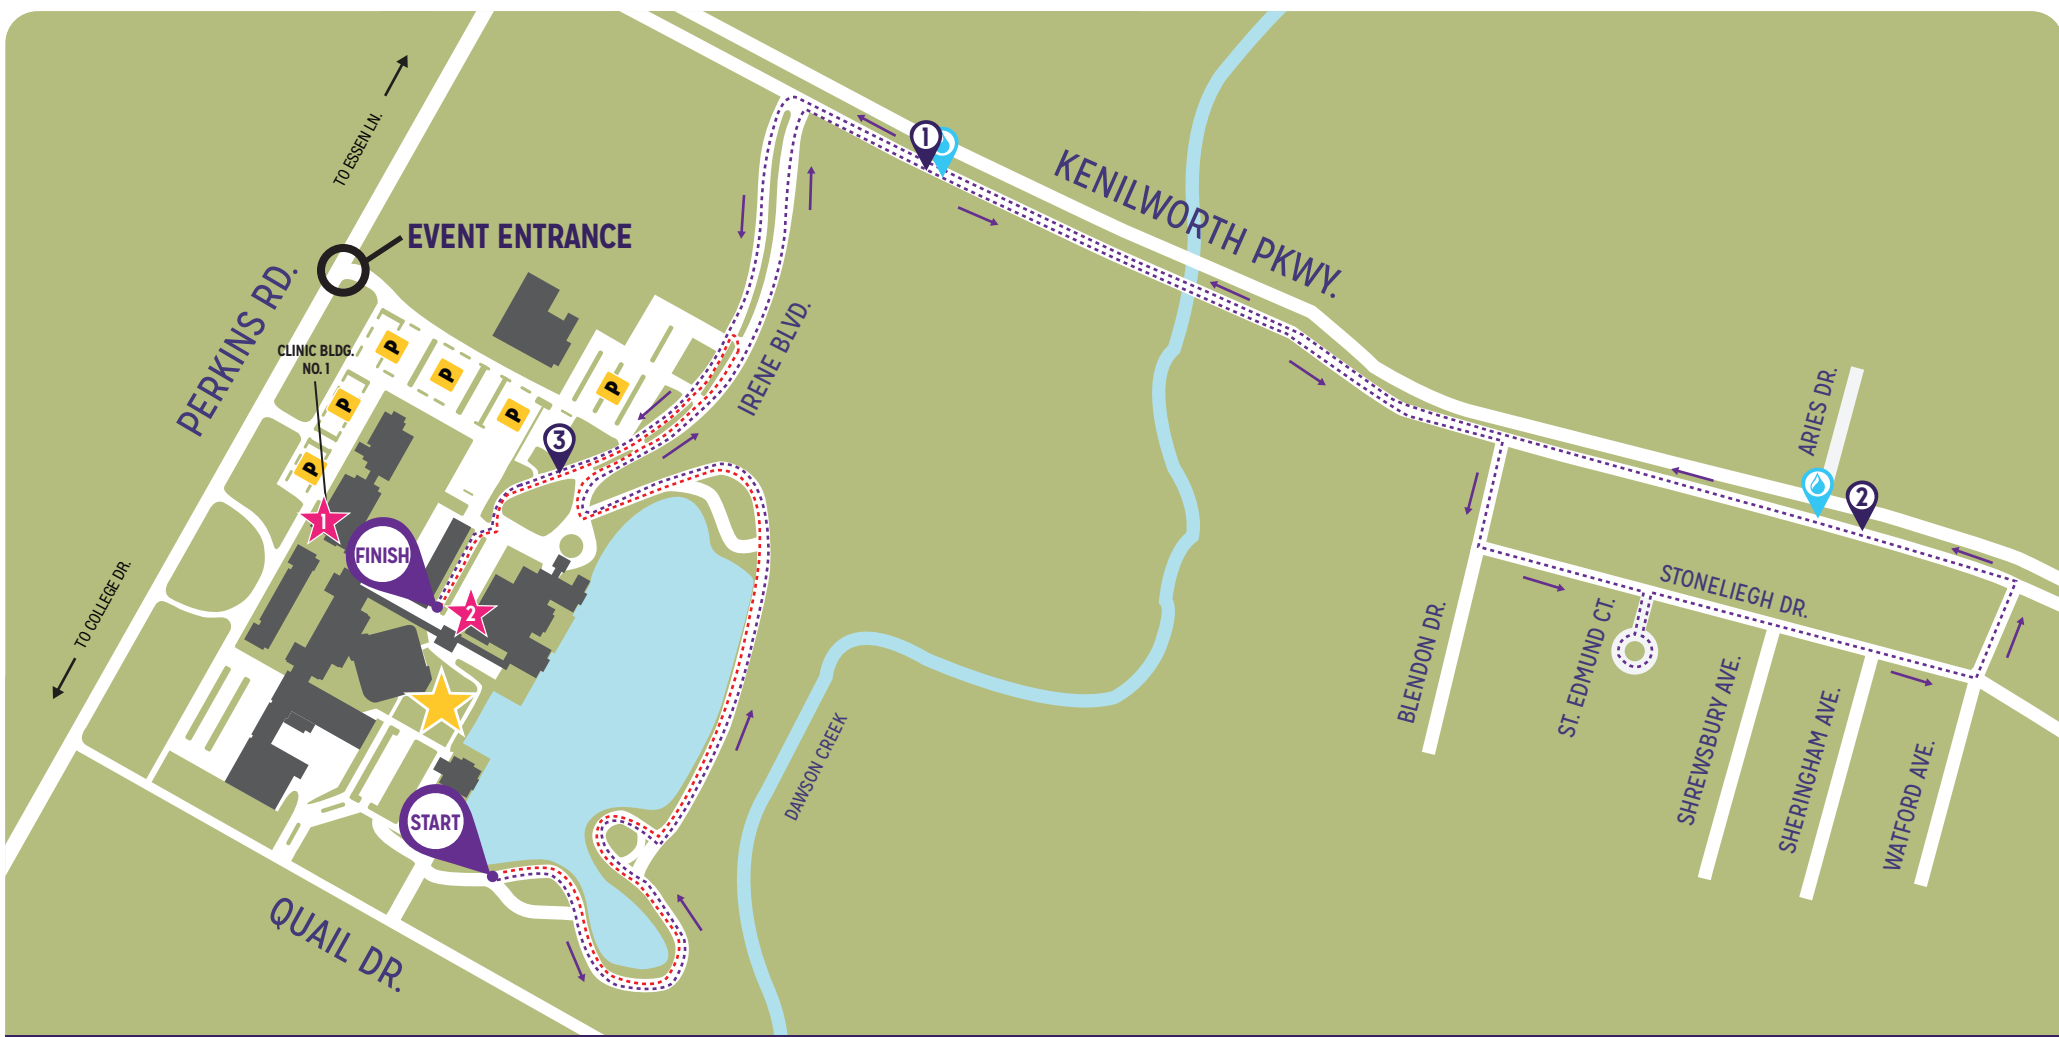 TO ESSEN LN.
EVENT ENTRANCE
PERKINS RD.
CLINIC BLDG.
NO. 1
P
P
P
P
P
P
1
KENILWORTH PKWY.
IRENE BLVD.
3
ARIES DR.
2
1
FINISH
2
TO COLLEGE DR.
STONELIEGH DR.
BLENDON DR.
ST. EDMUND CT.
SHREWSBURY AVE.
SHERINGHAM AVE.
WATFORD AVE.
DAWSON CREEK
START
QUAIL DR.